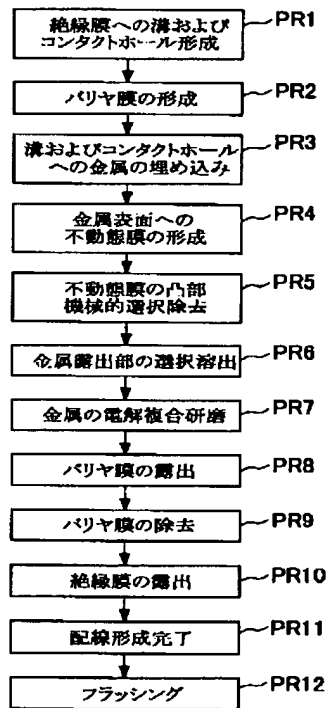 絶縁膜への溝および
コンタクトホール形成
PR1
バリヤ膜の形成
PR2
溝およびコンタクトホール
への金属の埋め込み
PR3
金属表面への
不動態膜の形成
PR4
不動態膜の凸部
機械的選択除去
PR5
金属露出部の選択溶出
PR6
金属の電解複合研磨
PR7
バリヤ膜の露出
PR8
バリヤ膜の除去
PR9
絶縁膜の露出
PR10
配線形成完了
PR11
フラッシング
PR12